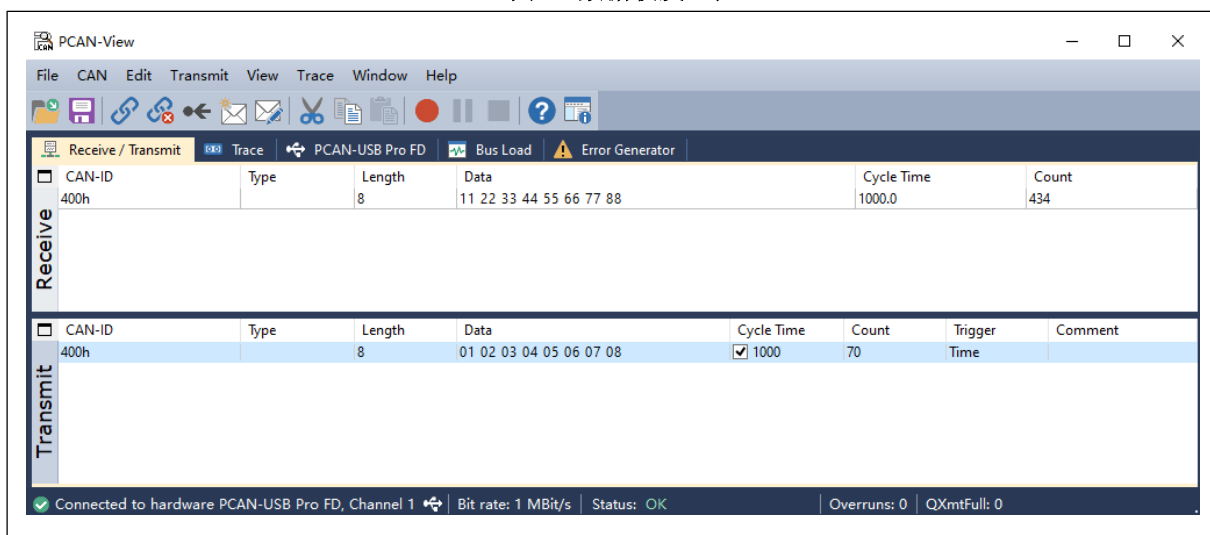 PCAN-View
File CAN Edit Transmit View Trace Window Help
Receive / Transmit Trace PCAN-USB Pro FD Bus Load Error Generator
CAN-ID Type Length Data Cycle Time Count
400h 8 11 22 33 44 55 66 77 88 1000.0 434
Receive
CAN-ID Type Length Data Cycle Time Count Trigger Comment
400h 8 01 02 03 04 05 06 07 08 1000 70 Time
Transmit
Connected to hardware PCAN-USB Pro FD, Channel 1 Bit rate: 1 MBit/s Status: OK Overruns: 0 QXmtFull: 0